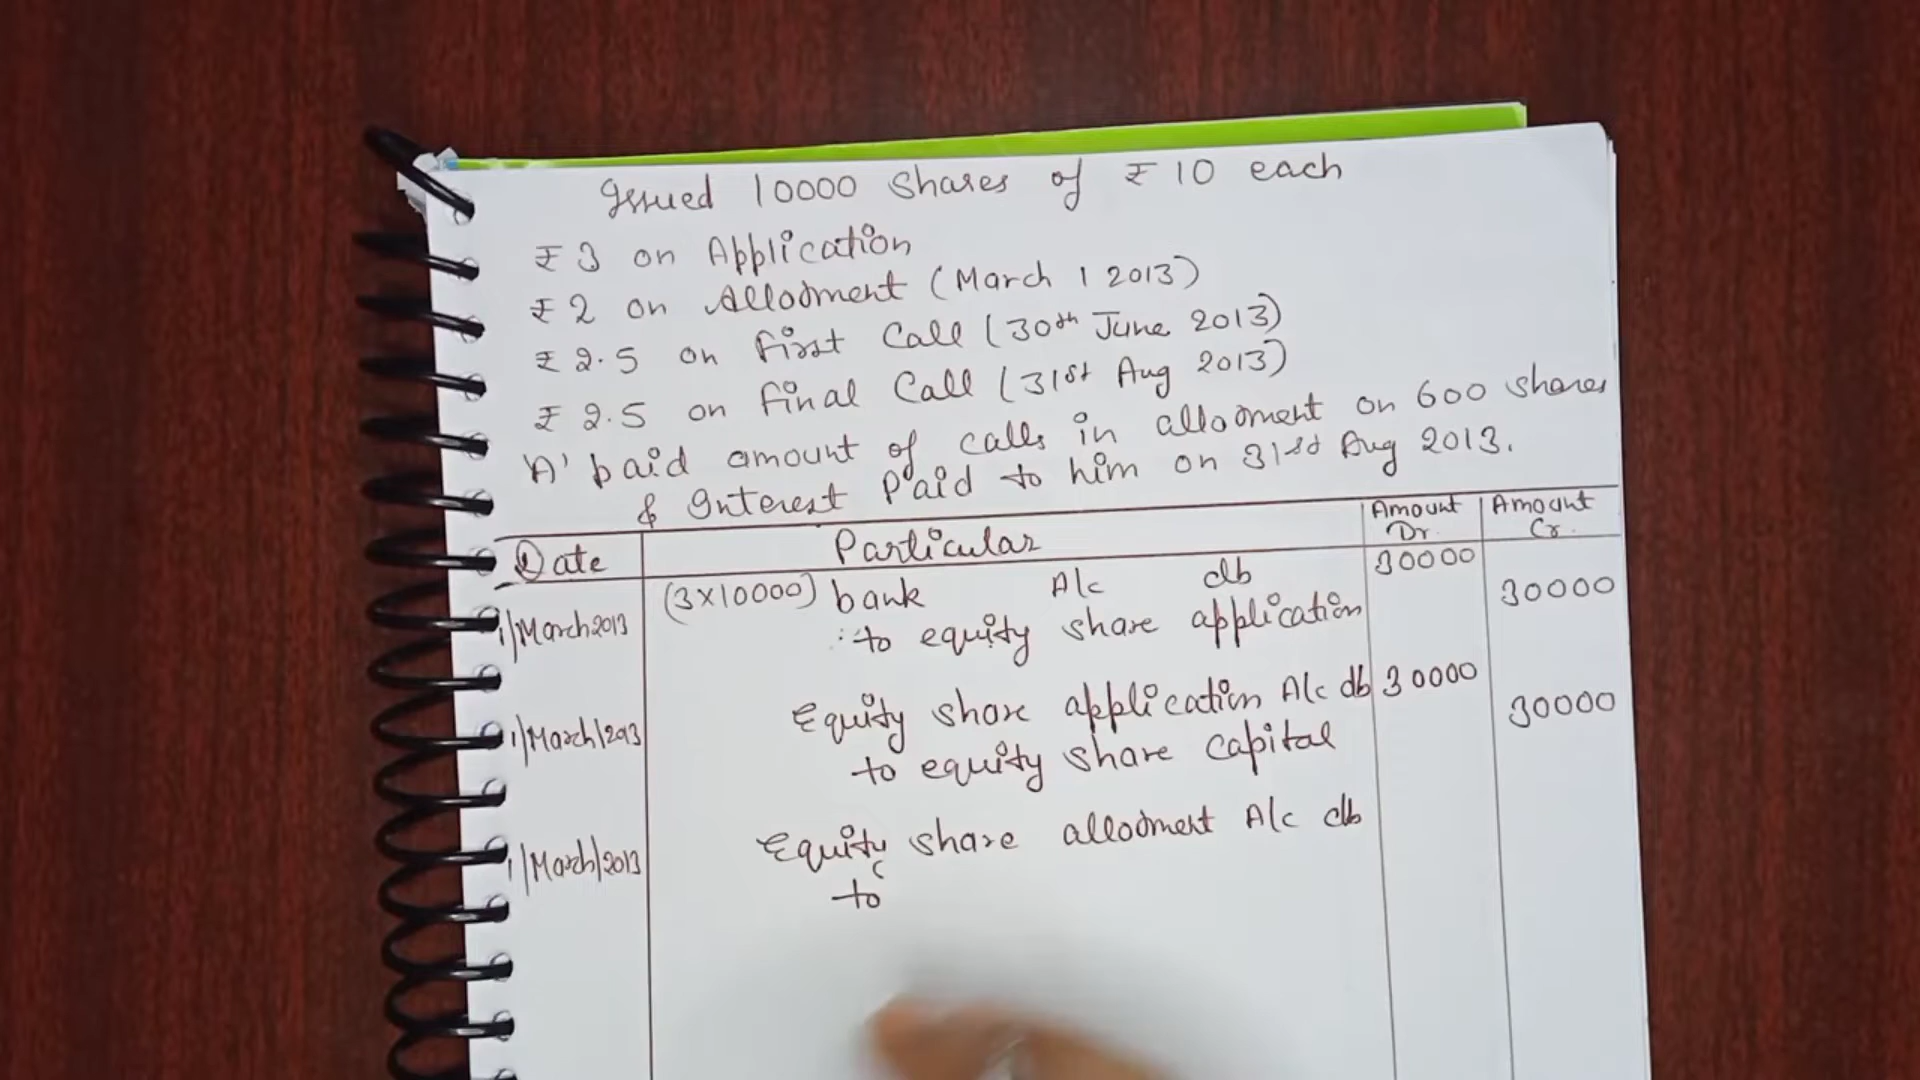 Issued 10000 shares of ₹ 10 each
₹ 3 on Application
₹ 2 on Allotment (March 1 2013)
₹ 2.5 on First Call (30th June 2013)
₹ 2.5 on Final Call (31st Aug 2013)
'A' paid amount of calls in allotment on 600 shares
& Interest Paid to him on 31st Aug 2013.
Date Particular Amount Dr. Amount Cr.
1/March2013 (3×10000) bank A/c db 30000
:to equity share application 30000
1/March/2013 Equity share application A/c db 30000
to equity share capital 30000
1/March/2013 Equity share allotment A/c db
to